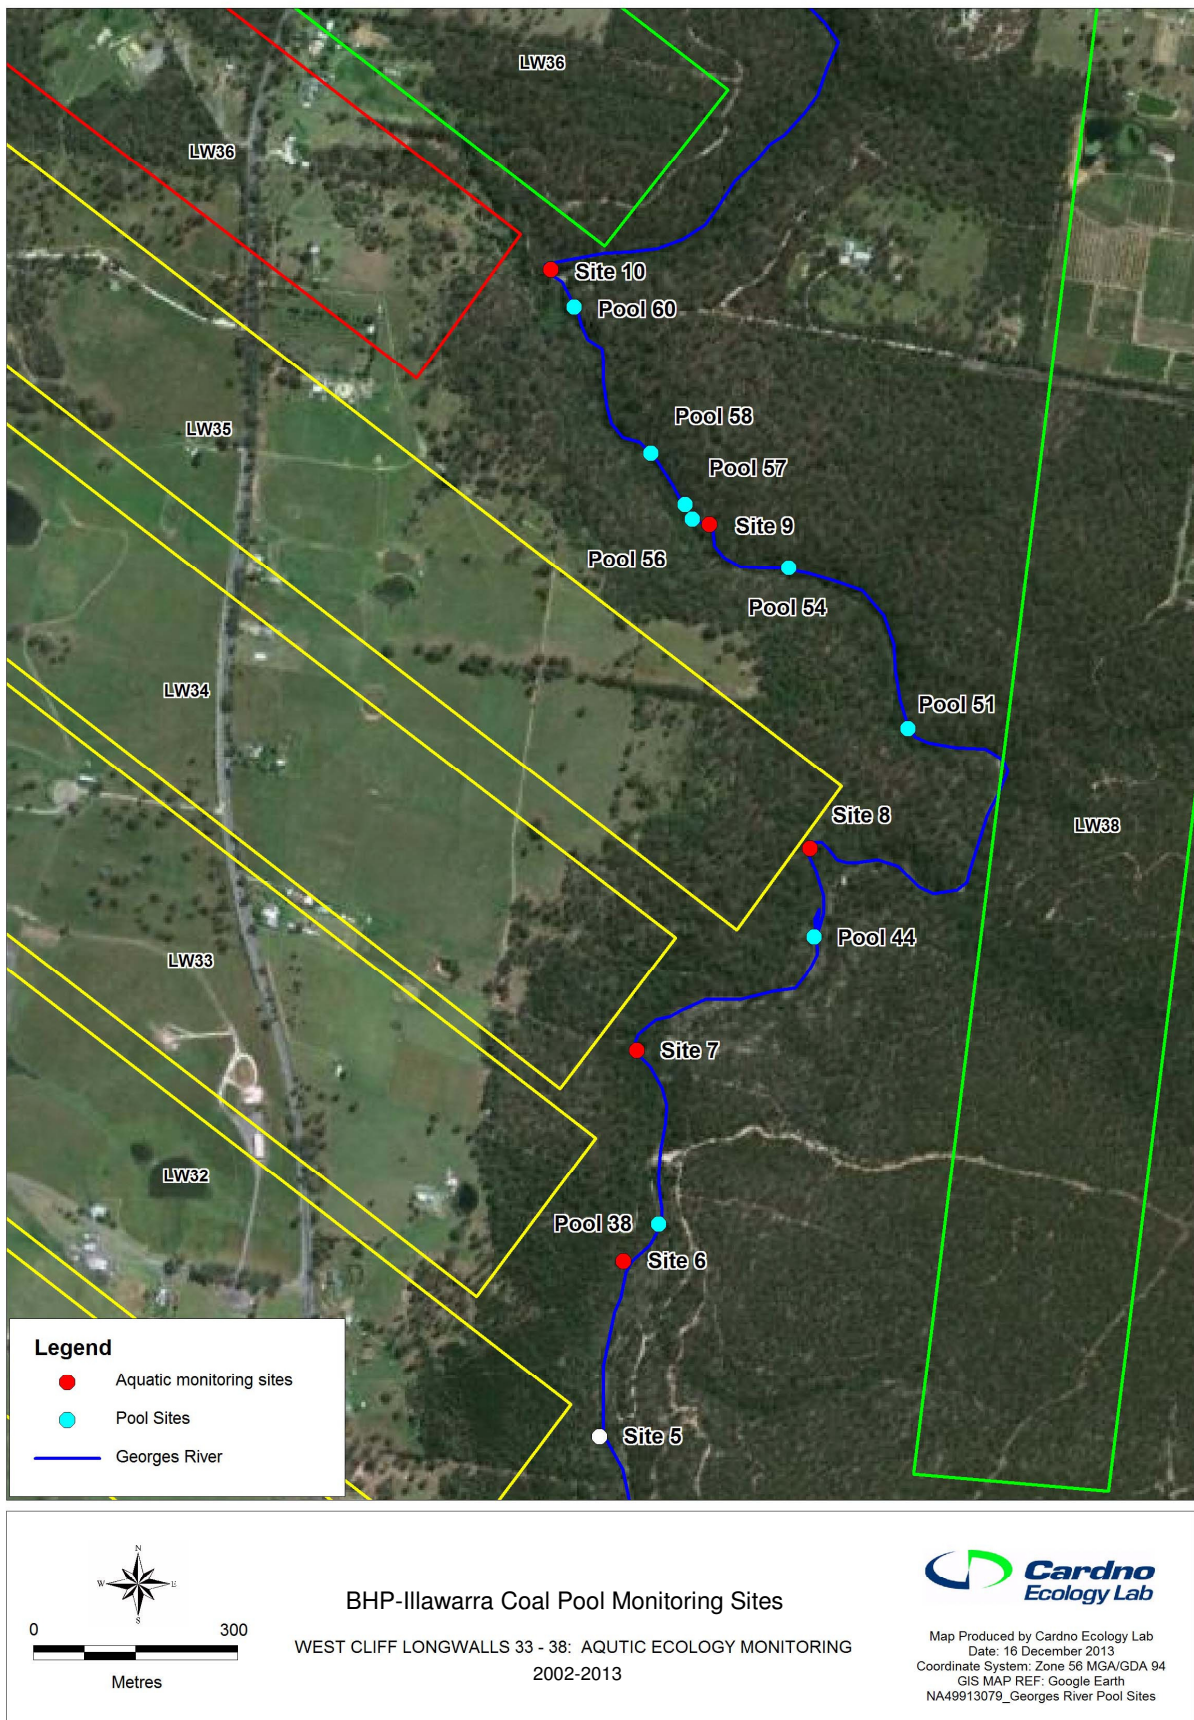 LW36
LW36
Site 10
Pool 60
Pool 58
LW35
Pool 57
Site 9
Pool 56
Pool 54
LW34
Pool 51
Site 8
LW38
Pool 44
LW33
Site 7
LW32
Pool 38
Site 6
Site 5
Legend
Aquatic monitoring sites
Pool Sites
Georges River
N
W
E
S
0 300
Metres
BHP-Illawarra Coal Pool Monitoring Sites
WEST CLIFF LONGWALLS 33 - 38: AQUTIC ECOLOGY MONITORING
2002-2013
Cardno
Ecology Lab
Map Produced by Cardno Ecology Lab
Date: 16 December 2013
Coordinate System: Zone 56 MGA/GDA 94
GIS MAP REF: Google Earth
NA49913079_Georges River Pool Sites